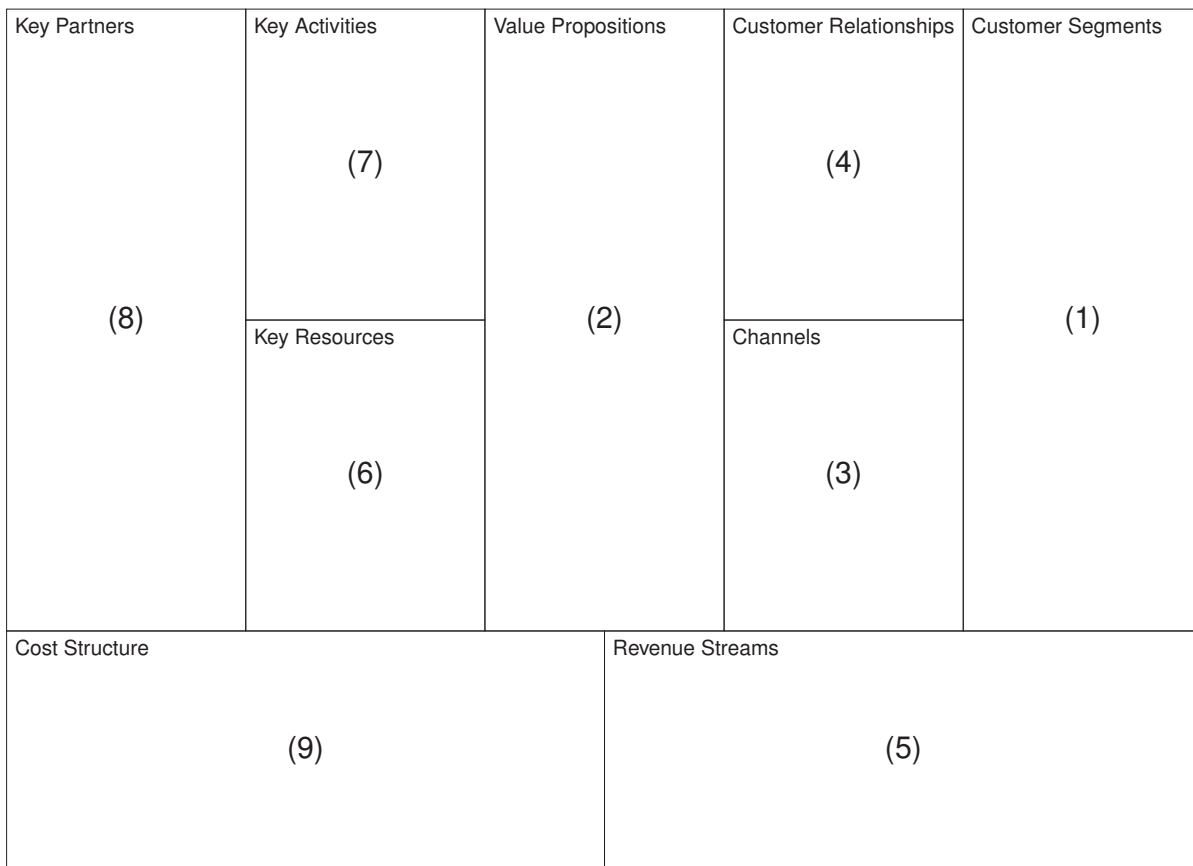 Key Partners
(8)
Key Activities
(7)
Key Resources
(6)
Value Propositions
(2)
Customer Relationships
(4)
Channels
(3)
Customer Segments
(1)
Cost Structure
(9)
Revenue Streams
(5)